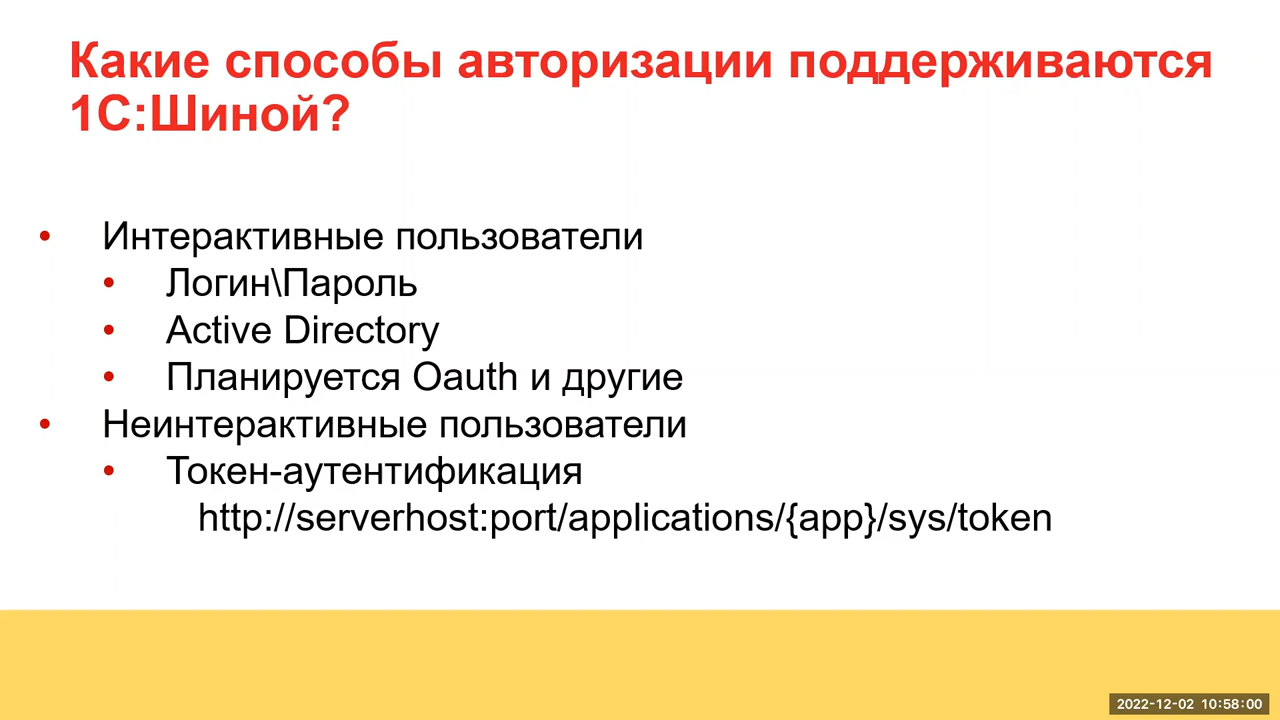 Какие способы авторизации поддерживаются
1С:Шиной?
• Интерактивные пользователи
• Логин\Пароль
• Active Directory
• Планируется Oauth и другие
• Неинтерактивные пользователи
• Токен-аутентификация
http://serverhost:port/applications/{app}/sys/token
2022-12-02 10:58:00